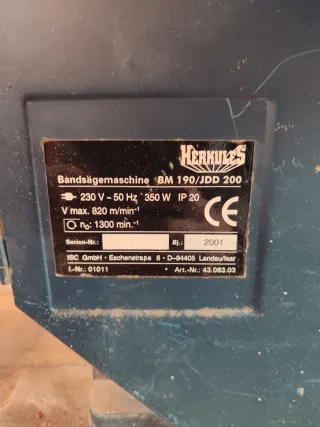 HERKULES
Bandsägemaschine BM 190/JDD 200
230 V ~ 50 Hz 350 W IP 20
V max. 820 m/min⁻¹
n₀: 1300 min.⁻¹
CE
Serien-Nr.: Bj.: 2001
ISC GmbH · Eschenstraße 6 · D-94405 Landau/Isar
I.-Nr.: 01011 Art.-Nr.: 43.083.03